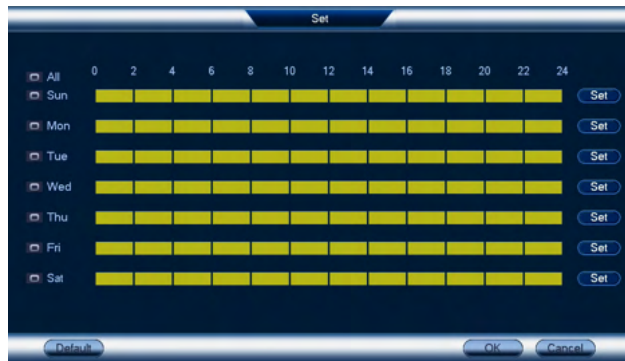 Set
All 0 2 4 6 8 10 12 14 16 18 20 22 24
Sun Set
Mon Set
Tue Set
Wed Set
Thu Set
Fri Set
Sat Set
Default OK Cancel